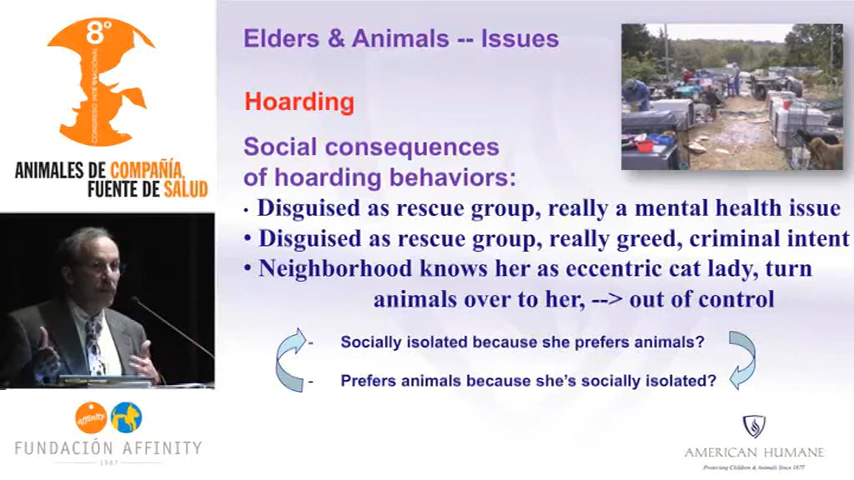 8º
CONGRESO INTERNACIONAL
ANIMALES DE COMPAÑÍA,
FUENTE DE SALUD
Elders & Animals -- Issues
Hoarding
Social consequences
of hoarding behaviors:
• Disguised as rescue group, really a mental health issue
• Disguised as rescue group, really greed, criminal intent
• Neighborhood knows her as eccentric cat lady, turn
animals over to her, --> out of control
- Socially isolated because she prefers animals?
- Prefers animals because she’s socially isolated?
affinity
FUNDACIÓN AFFINITY
1987
AMERICAN HUMANE
Protecting Children & Animals Since 1877